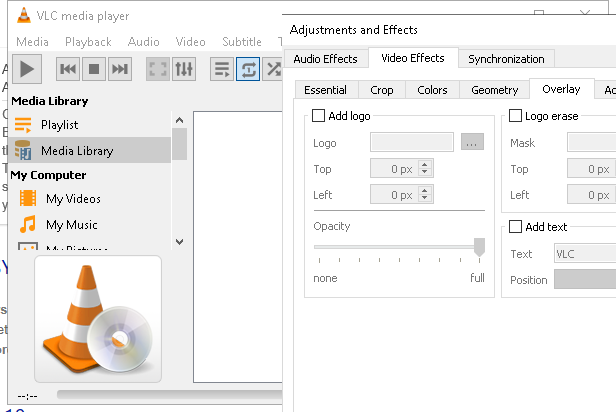 VLC media player
Media Playback Audio Video Subtitle
Media Library
Playlist
Media Library
My Computer
My Videos
My Music
My Pictures
--:--
Adjustments and Effects
Audio Effects Video Effects Synchronization
Essential Crop Colors Geometry Overlay
Add logo
Logo ...
Top 0 px
Left 0 px
Opacity
none full
Logo erase
Mask
Top 0 px
Left 0 px
Add text
Text VLC
Position